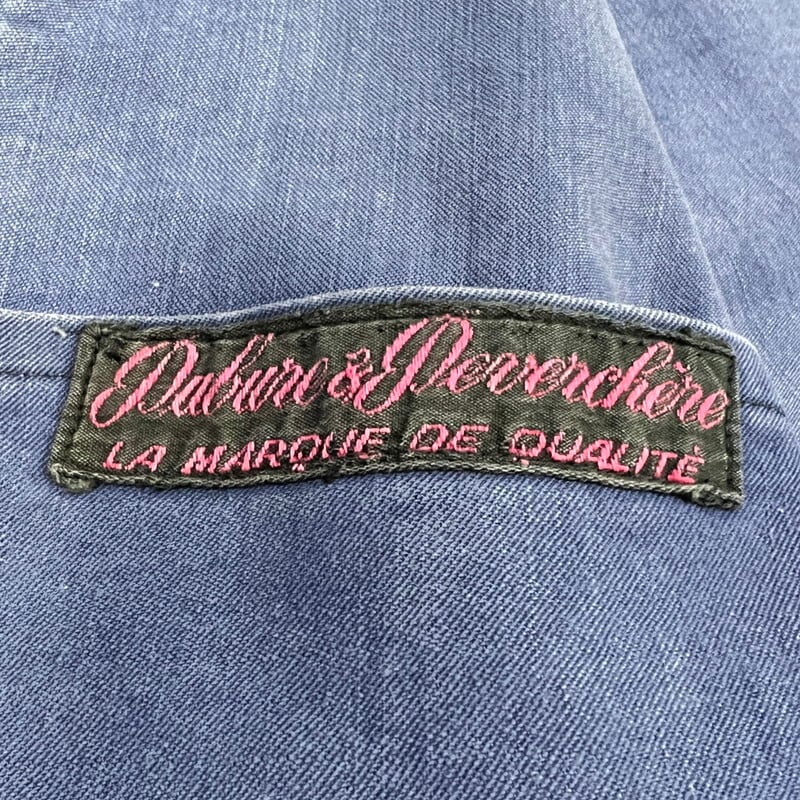 Dubure & Deverchère
LA MARQUE DE QUALITÉ